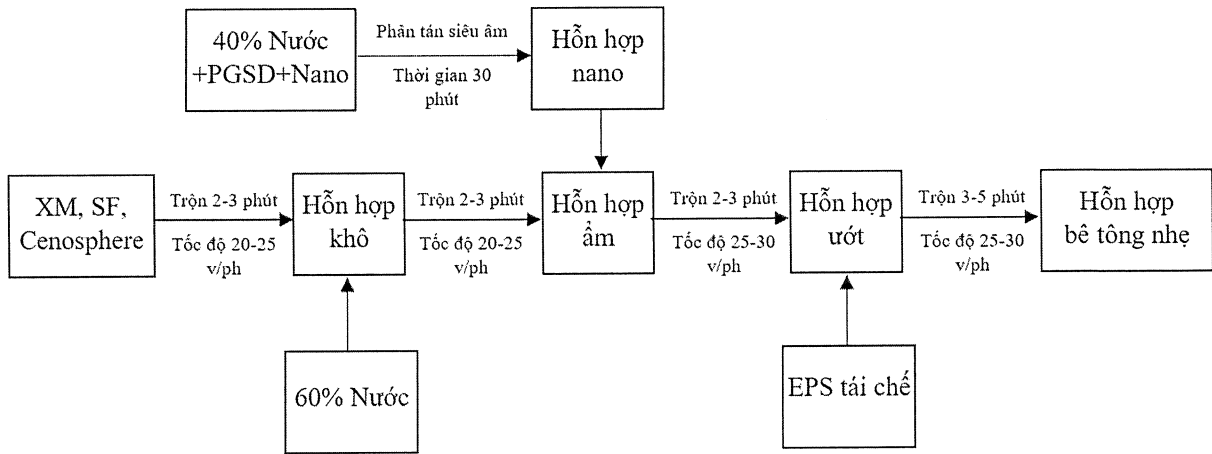 40% Nước
+PGSD+Nano
Phân tán siêu âm
Thời gian 30
phút
Hỗn hợp
nano
XM, SF,
Cenosphere
Trộn 2-3 phút
Tốc độ 20-25
v/ph
Hỗn hợp
khô
Trộn 2-3 phút
Tốc độ 20-25
v/ph
Hỗn hợp
ẩm
Trộn 2-3 phút
Tốc độ 25-30
v/ph
Hỗn hợp
ướt
Trộn 3-5 phút
Tốc độ 25-30
v/ph
Hỗn hợp
bê tông nhẹ
60% Nước
EPS tái chế